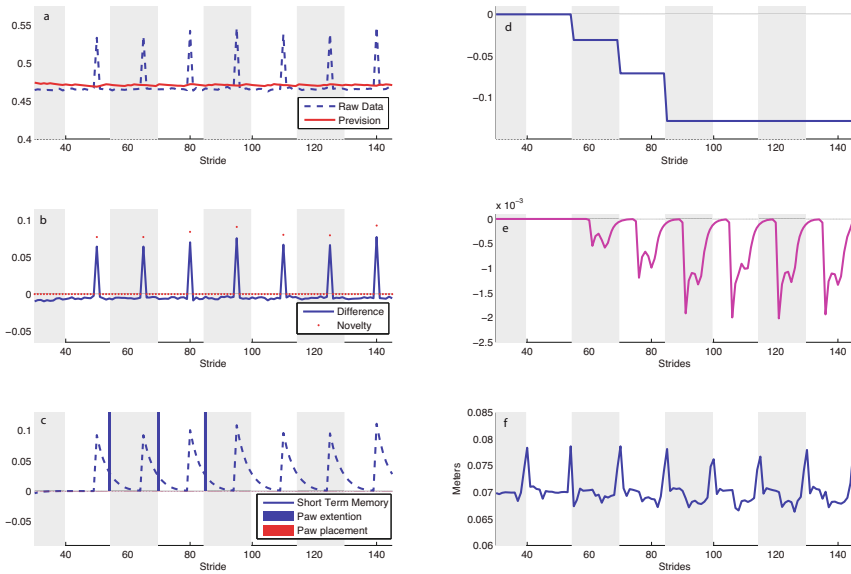 a
0.55
0.5
0.45
0.4
Raw Data
Prevision
40 60 80 100 120 140
Stride
b
0.1
0.05
0
−0.05
Difference
Novelty
40 60 80 100 120 140
Stride
c
0.1
0.05
0
−0.05
Short Term Memory
Paw extention
Paw placement
40 60 80 100 120 140
Stride
d
0
−0.05
−0.1
40 60 80 100 120 140
Stride
x 10⁻³
e
0
−0.5
−1
−1.5
−2
−2.5
40 60 80 100 120 140
Strides
f
0.085
0.08
0.075
0.07
0.065
0.06
Meters
40 60 80 100 120 140
Strides